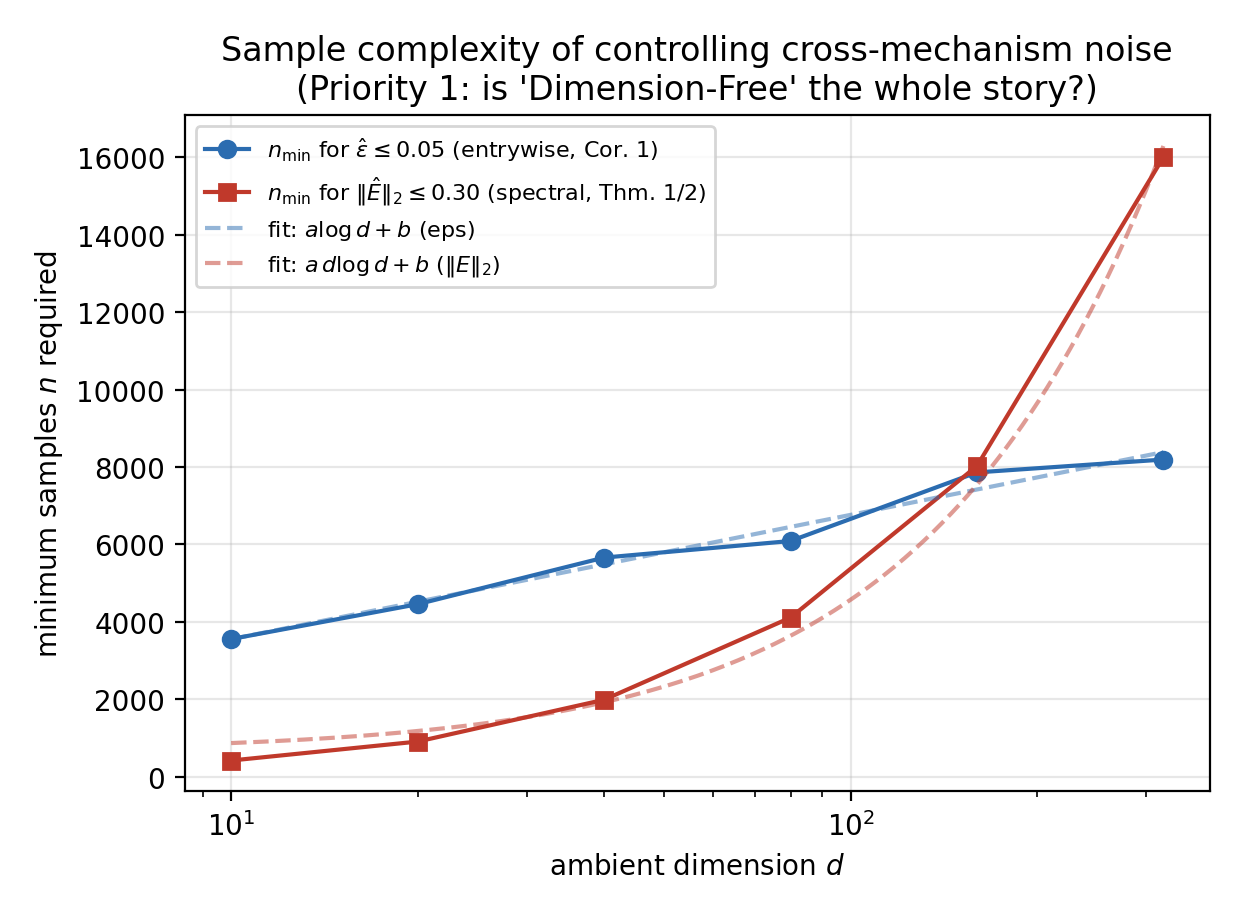 Sample complexity of controlling cross-mechanism noise
(Priority 1: is 'Dimension-Free' the whole story?)
n_min for ε̂ ≤ 0.05 (entrywise, Cor. 1)
n_min for ‖Ê‖₂ ≤ 0.30 (spectral, Thm. 1/2)
fit: a log d + b (eps)
fit: a d log d + b (‖E‖₂)
minimum samples n required
16000
14000
12000
10000
8000
6000
4000
2000
0
10¹ 10²
ambient dimension d